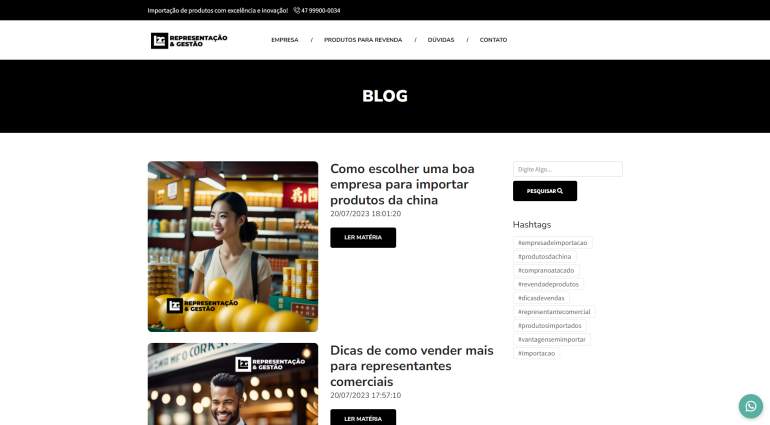 Importação de produtos com excelência e inovação! 47 99900-0034
REPRESENTAÇÃO
& GESTÃO
EMPRESA / PRODUTOS PARA REVENDA / DÚVIDAS / CONTATO
BLOG
REPRESENTAÇÃO
& GESTÃO
Como escolher uma boa
empresa para importar
produtos da china
20/07/2023 18:01:20
LER MATÉRIA
REPRESENTAÇÃO
& GESTÃO
Dicas de como vender mais
para representantes
comerciais
20/07/2023 17:57:10
LER MATÉRIA
Digite Algo...
PESQUISAR
Hashtags
#empresadeimportacao
#produtosdachina
#compranoatacado
#revendadeprodutos
#dicasdevendas
#representantecomercial
#produtosimportados
#vantagensemimportar
#importacao